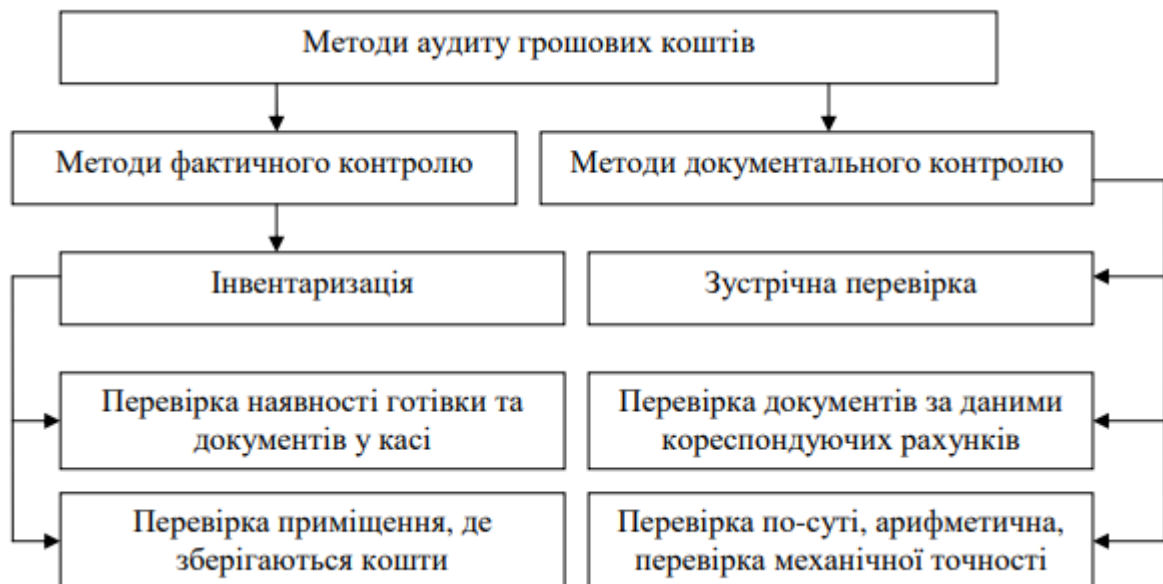 Методи аудиту грошових коштів
Методи фактичного контролю
Методи документального контролю
Інвентаризація
Зустрічна перевірка
Перевірка наявності готівки та
документів у касі
Перевірка документів за даними
кореспондуючих рахунків
Перевірка приміщення, де
зберігаються кошти
Перевірка по-суті, арифметична,
перевірка механічної точності